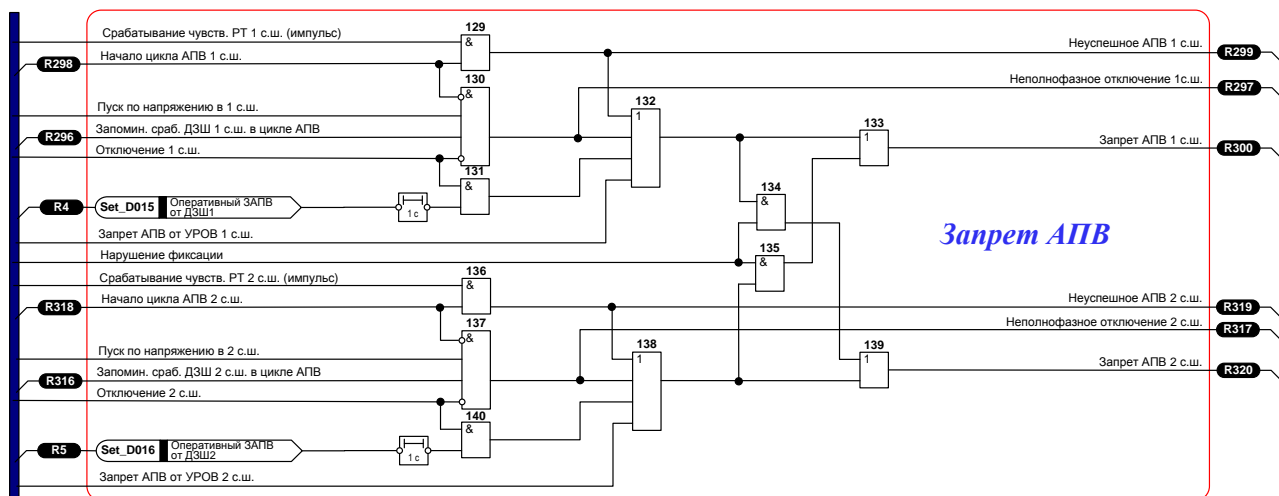 129
Срабатывание чувств. РТ 1 с.ш. (импульс)
&
Неуспешное АПВ 1 с.ш.
R299
R298
Начало цикла АПВ 1 с.ш.
130
&
Неполнофазное отключение 1с.ш.
R297
Пуск по напряжению в 1 с.ш.
132
1
R296
Запомин. сраб. ДЗШ 1 с.ш. в цикле АПВ
133
1
Запрет АПВ 1 с.ш.
R300
Отключение 1 с.ш.
131
&
134
&
R4
Set_D015
Оперативный ЗАПВ
от ДЗШ1
1 с
Запрет АПВ от УРОВ 1 с.ш.
Запрет АПВ
135
&
Нарушение фиксации
136
&
Срабатывание чувств. РТ 2 с.ш. (импульс)
R318
Начало цикла АПВ 2 с.ш.
Неуспешное АПВ 2 с.ш.
R319
137
&
Неполнофазное отключение 2 с.ш.
R317
Пуск по напряжению в 2 с.ш.
138
1
139
1
R316
Запомин. сраб. ДЗШ 2 с.ш. в цикле АПВ
Запрет АПВ 2 с.ш.
R320
Отключение 2 с.ш.
140
&
R5
Set_D016
Оперативный ЗАПВ
от ДЗШ2
1 с
Запрет АПВ от УРОВ 2 с.ш.